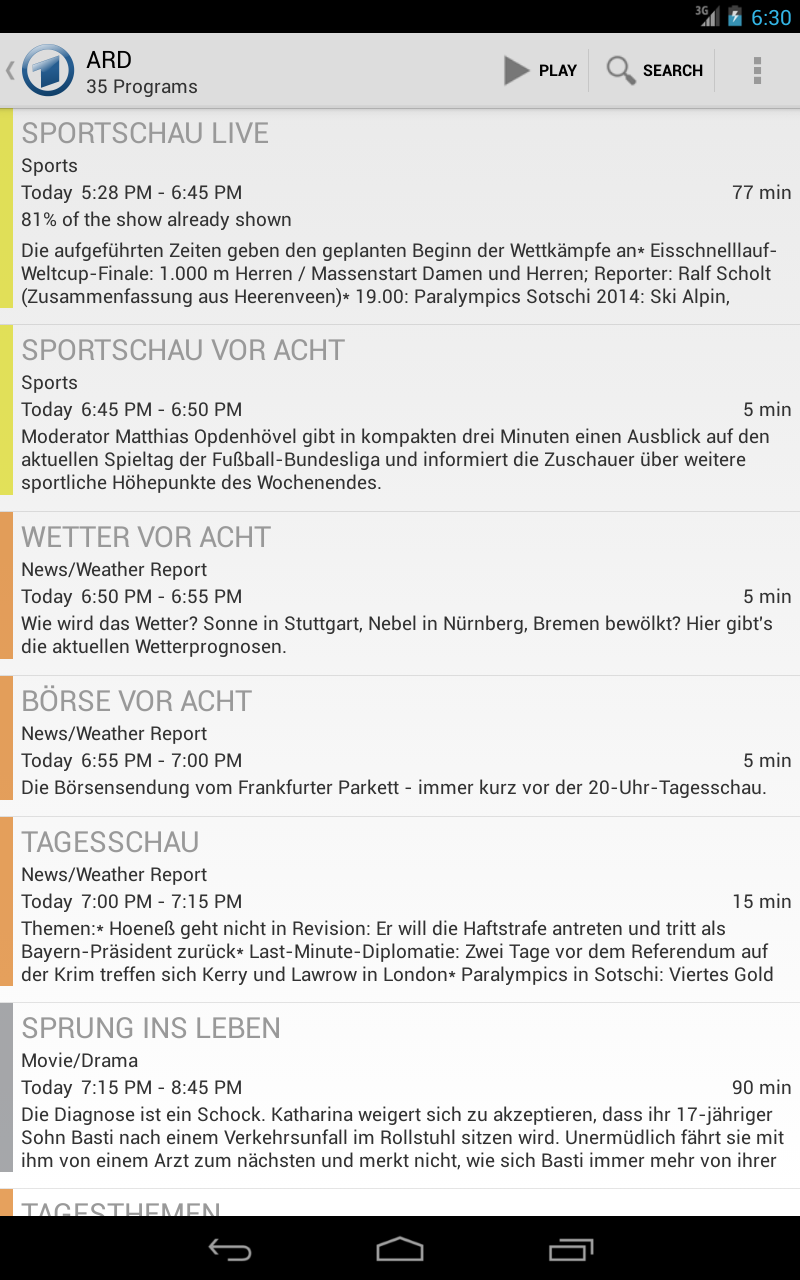 3G 6:30
ARD
35 Programs
PLAY
SEARCH
SPORTSCHAU LIVE
Sports
Today 5:28 PM - 6:45 PM 77 min
81% of the show already shown
Die aufgeführten Zeiten geben den geplanten Beginn der Wettkämpfe an* Eisschnelllauf-
Weltcup-Finale: 1.000 m Herren / Massenstart Damen und Herren; Reporter: Ralf Scholt
(Zusammenfassung aus Heerenveen)* 19.00: Paralympics Sotschi 2014: Ski Alpin,
SPORTSCHAU VOR ACHT
Sports
Today 6:45 PM - 6:50 PM 5 min
Moderator Matthias Opdenhövel gibt in kompakten drei Minuten einen Ausblick auf den
aktuellen Spieltag der Fußball-Bundesliga und informiert die Zuschauer über weitere
sportliche Höhepunkte des Wochenendes.
WETTER VOR ACHT
News/Weather Report
Today 6:50 PM - 6:55 PM 5 min
Wie wird das Wetter? Sonne in Stuttgart, Nebel in Nürnberg, Bremen bewölkt? Hier gibt's
die aktuellen Wetterprognosen.
BÖRSE VOR ACHT
News/Weather Report
Today 6:55 PM - 7:00 PM 5 min
Die Börsensendung vom Frankfurter Parkett - immer kurz vor der 20-Uhr-Tagesschau.
TAGESSCHAU
News/Weather Report
Today 7:00 PM - 7:15 PM 15 min
Themen:* Hoeneß geht nicht in Revision: Er will die Haftstrafe antreten und tritt als
Bayern-Präsident zurück* Last-Minute-Diplomatie: Zwei Tage vor dem Referendum auf
der Krim treffen sich Kerry und Lawrow in London* Paralympics in Sotschi: Viertes Gold
SPRUNG INS LEBEN
Movie/Drama
Today 7:15 PM - 8:45 PM 90 min
Die Diagnose ist ein Schock. Katharina weigert sich zu akzeptieren, dass ihr 17-jähriger
Sohn Basti nach einem Verkehrsunfall im Rollstuhl sitzen wird. Unermüdlich fährt sie mit
ihm von einem Arzt zum nächsten und merkt nicht, wie sich Basti immer mehr von ihrer
TAGESTHEMEN